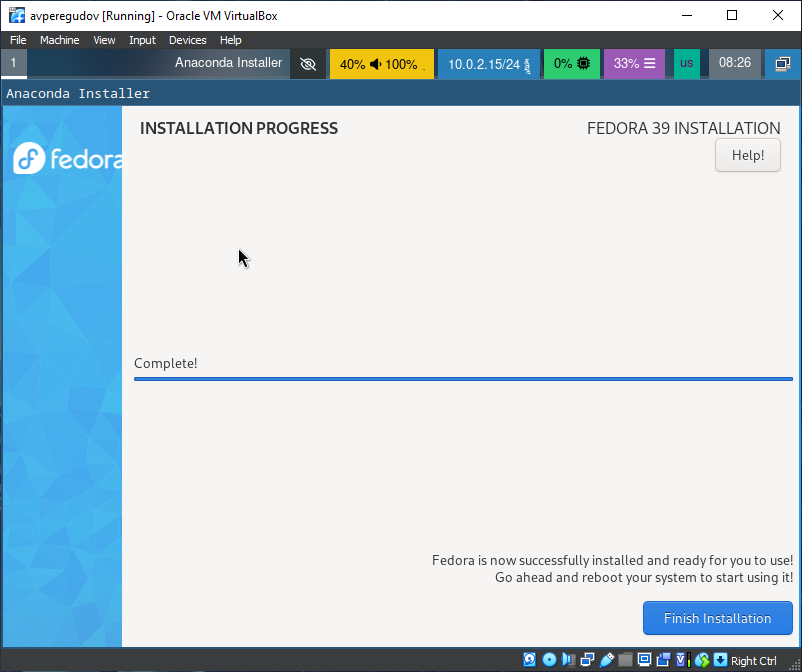 avperegudov [Running] - Oracle VM VirtualBox
File Machine View Input Devices Help
1 Anaconda Installer 40% 100% 10.0.2.15/24 0% 33% us 08:26
Anaconda Installer
INSTALLATION PROGRESS
FEDORA 39 INSTALLATION
Help!
fedora
Complete!
Fedora is now successfully installed and ready for you to use!
Go ahead and reboot your system to start using it!
Finish Installation
Right Ctrl